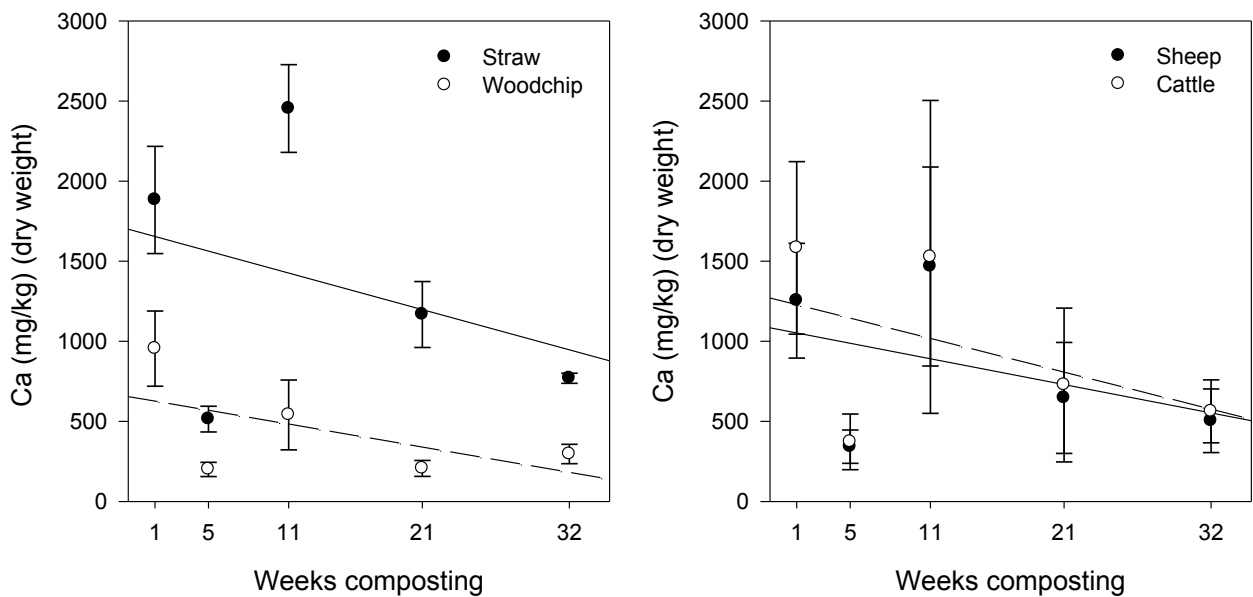 3000
2500
2000
1500
1000
500
0
Ca (mg/kg) (dry weight)
Straw
Woodchip
1 5 11 21 32
Weeks composting
3000
2500
2000
1500
1000
500
0
Ca (mg/kg) (dry weight)
Sheep
Cattle
1 5 11 21 32
Weeks composting